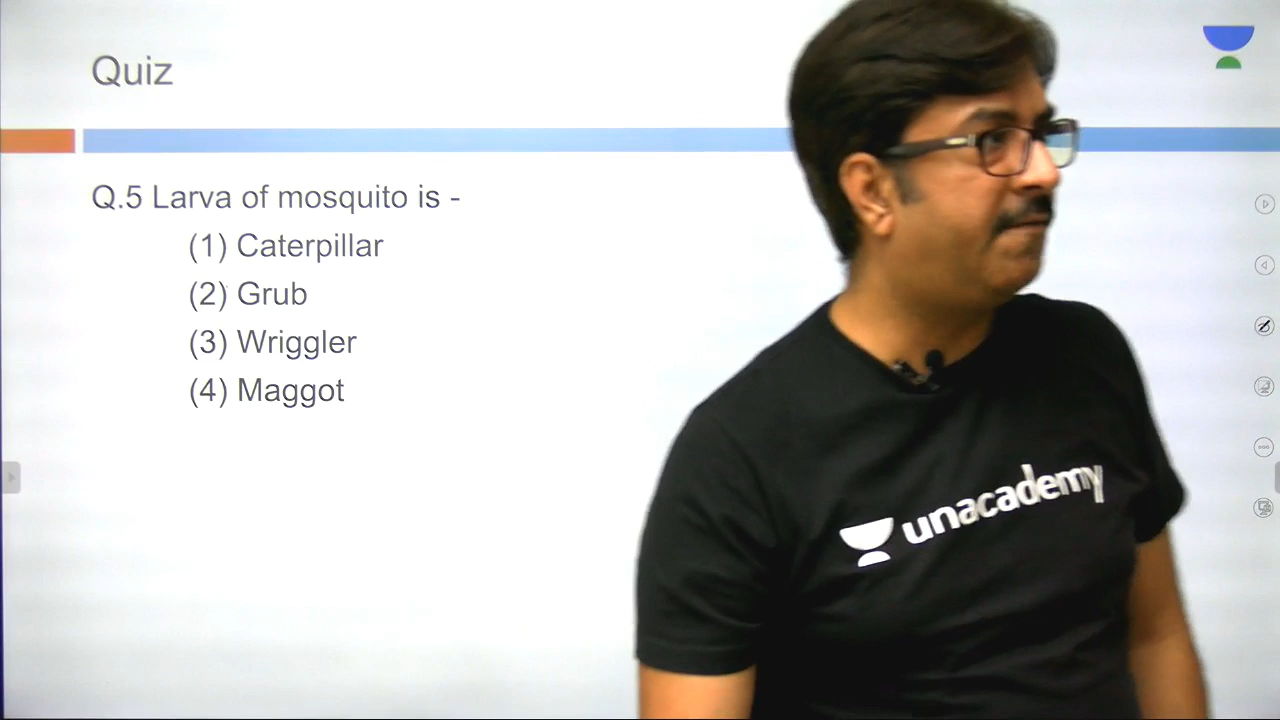 Quiz
Q.5 Larva of mosquito is -
(1) Caterpillar
(2) Grub
(3) Wriggler
(4) Maggot
unacademy